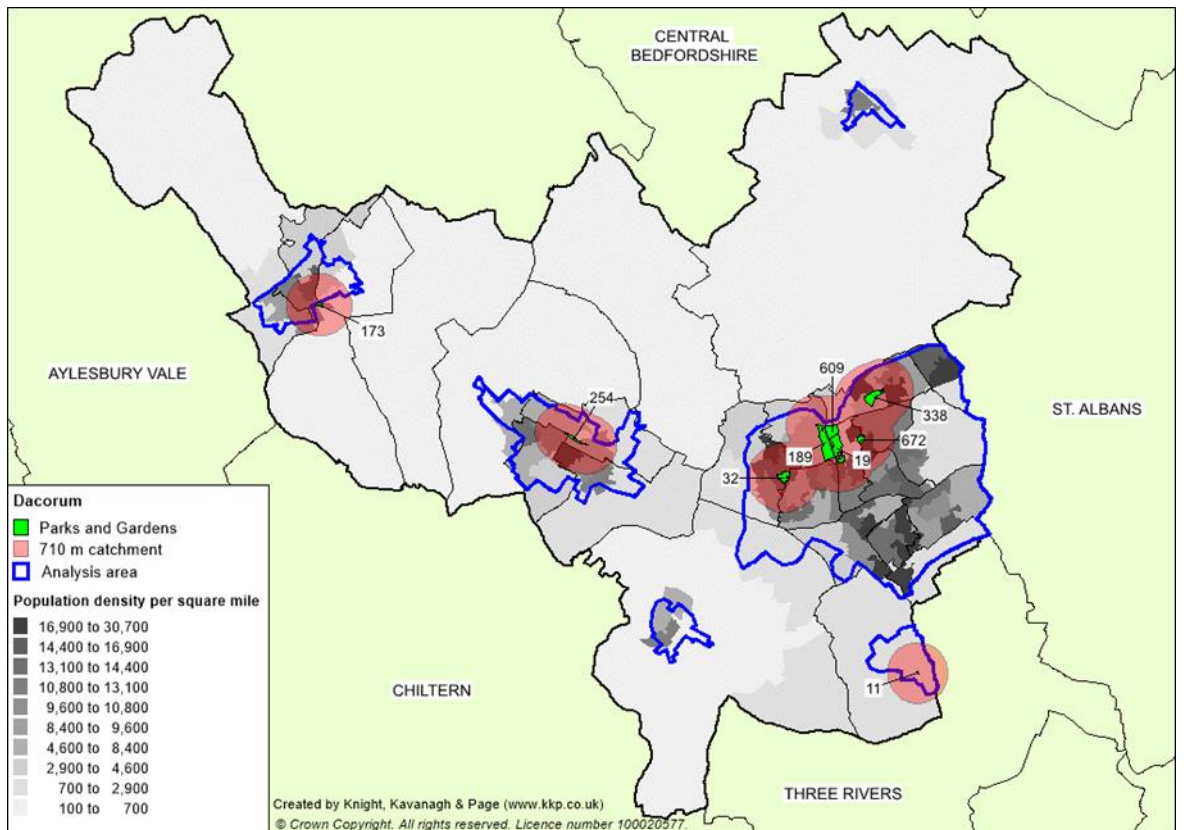 CENTRAL
BEDFORDSHIRE
173
AYLESBURY VALE
609
254
338
ST. ALBANS
672
189
19
32
11
CHILTERN
THREE RIVERS
Dacorum
Parks and Gardens
710 m catchment
Analysis area
Population density per square mile
16,900 to 30,700
14,400 to 16,900
13,100 to 14,400
10,800 to 13,100
9,600 to 10,800
8,400 to 9,600
4,600 to 8,400
2,900 to 4,600
700 to 2,900
100 to 700
Created by Knight, Kavanagh & Page (www.kkp.co.uk)
© Crown Copyright. All rights reserved. Licence number 100020577.